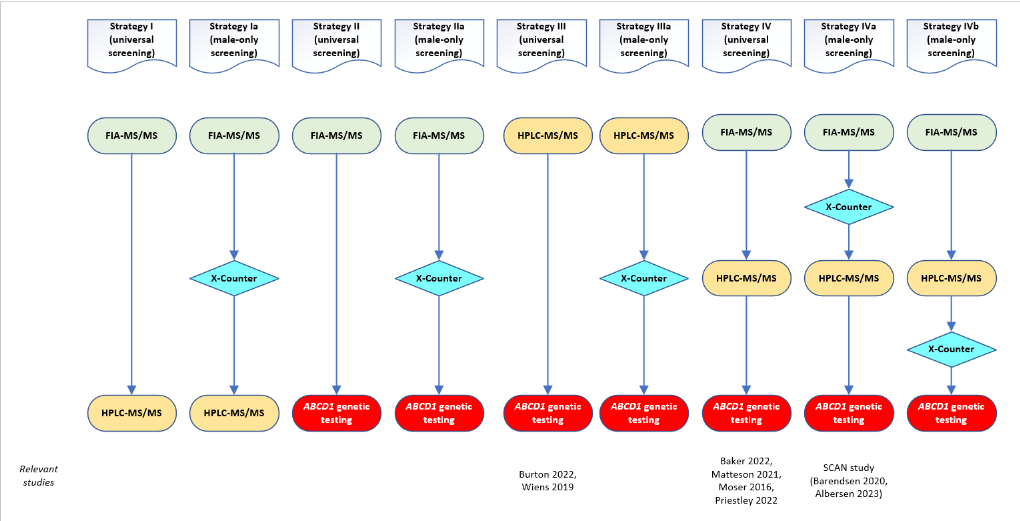 Strategy I
(universal
screening)
Strategy Ia
(male-only
screening)
Strategy II
(universal
screening)
Strategy IIa
(male-only
screening)
Strategy III
(universal
screening)
Strategy IIIa
(male-only
screening)
Strategy IV
(universal
screening)
Strategy IVa
(male-only
screening)
Strategy IVb
(male-only
screening)
FIA-MS/MS
FIA-MS/MS
FIA-MS/MS
FIA-MS/MS
HPLC-MS/MS
HPLC-MS/MS
FIA-MS/MS
FIA-MS/MS
FIA-MS/MS
X-Counter
X-Counter
X-Counter
X-Counter
HPLC-MS/MS
HPLC-MS/MS
HPLC-MS/MS
X-Counter
HPLC-MS/MS
HPLC-MS/MS
ABCD1 genetic
testing
ABCD1 genetic
testing
ABCD1 genetic
testing
ABCD1 genetic
testing
ABCD1 genetic
testing
ABCD1 genetic
testing
ABCD1 genetic
testing
Relevant
studies
Burton 2022,
Wiens 2019
Baker 2022,
Matteson 2021,
Moser 2016,
Priestley 2022
SCAN study
(Barendsen 2020,
Albersen 2023)